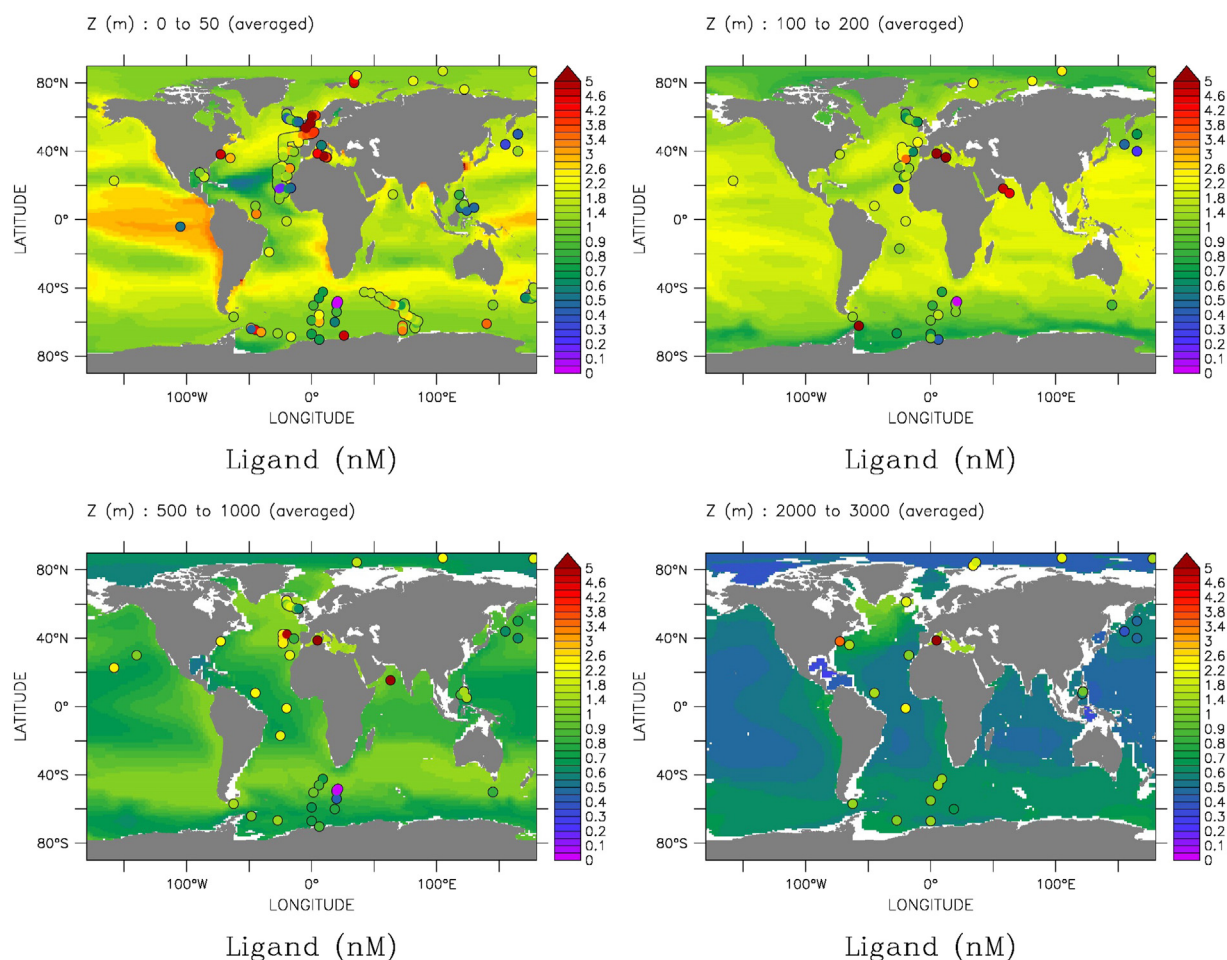 Z (m) : 0 to 50 (averaged)
80°N
40°N
0°
40°S
80°S
LATITUDE
100°W
0°
100°E
LONGITUDE
5
4.6
4.2
3.8
3.4
3
2.6
2.2
1.8
1.4
1
0.9
0.8
0.7
0.6
0.5
0.4
0.3
0.2
0.1
0
Ligand (nM)
Z (m) : 100 to 200 (averaged)
80°N
40°N
0°
40°S
80°S
LATITUDE
100°W
0°
100°E
LONGITUDE
5
4.6
4.2
3.8
3.4
3
2.6
2.2
1.8
1.4
1
0.9
0.8
0.7
0.6
0.5
0.4
0.3
0.2
0.1
0
Ligand (nM)
Z (m) : 500 to 1000 (averaged)
80°N
40°N
0°
40°S
80°S
LATITUDE
100°W
0°
100°E
LONGITUDE
5
4.6
4.2
3.8
3.4
3
2.6
2.2
1.8
1.4
1
0.9
0.8
0.7
0.6
0.5
0.4
0.3
0.2
0.1
0
Ligand (nM)
Z (m) : 2000 to 3000 (averaged)
80°N
40°N
0°
40°S
80°S
LATITUDE
100°W
0°
100°E
LONGITUDE
5
4.6
4.2
3.8
3.4
3
2.6
2.2
1.8
1.4
1
0.9
0.8
0.7
0.6
0.5
0.4
0.3
0.2
0.1
0
Ligand (nM)